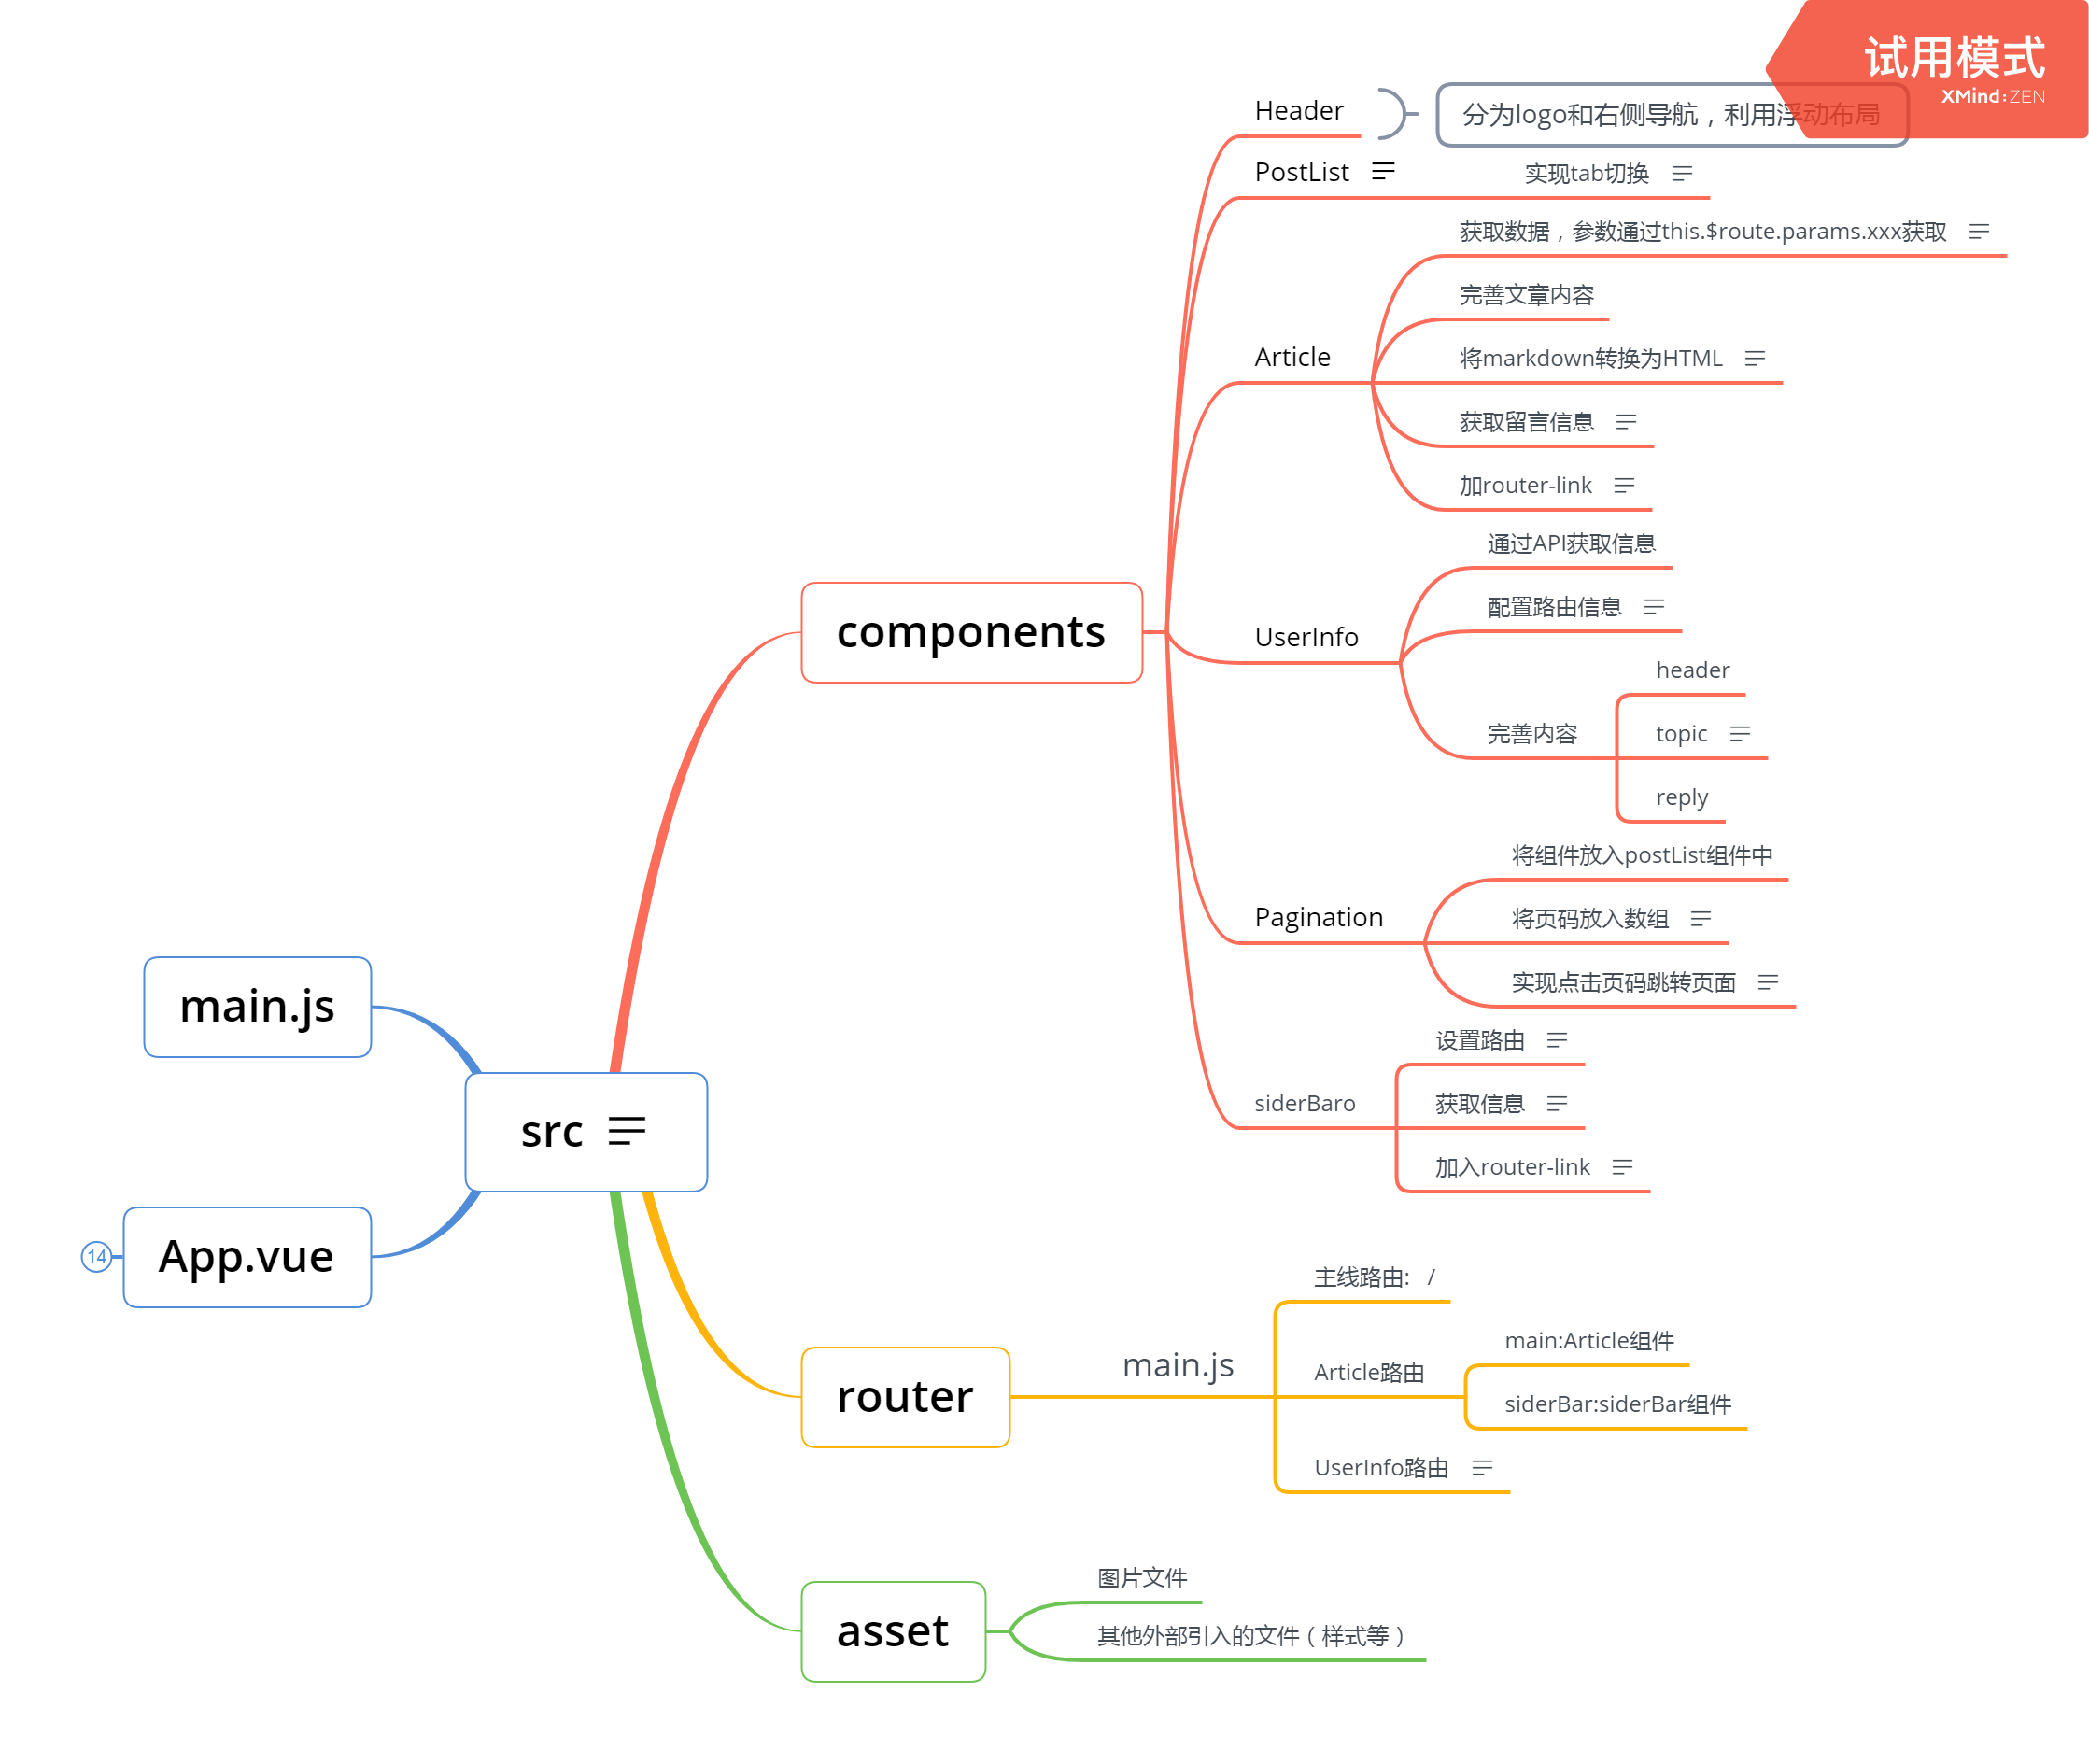 试用模式
XMind:ZEN
Header
分为logo和右侧导航，利用浮动布局
PostList
实现tab切换
Article
获取数据，参数通过this.$route.params.xxx获取
完善文章内容
将markdown转换为HTML
获取留言信息
加router-link
components
UserInfo
通过API获取信息
配置路由信息
完善内容
header
topic
reply
Pagination
将组件放入postList组件中
将页码放入数组
实现点击页码跳转页面
siderBaro
设置路由
获取信息
加入router-link
main.js
src
App.vue
14
router
main.js
主线路由: /
Article路由
main:Article组件
siderBar:siderBar组件
UserInfo路由
asset
图片文件
其他外部引入的文件（样式等）